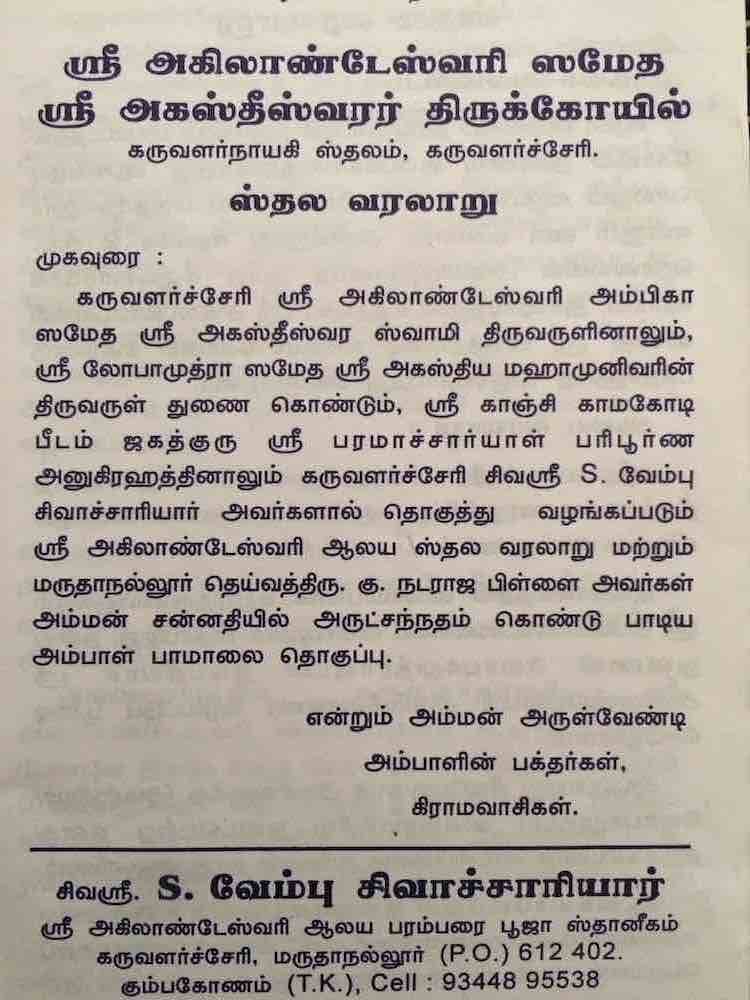 ஸ்ரீ அகிலாண்டேஸ்வரி ஸமேத
ஸ்ரீ அகஸ்தீஸ்வரர் திருக்கோயில்
கருவளர்நாயகி ஸ்தலம், கருவளர்ச்சேரி.
ஸ்தல வரலாறு
முகவுரை :
கருவளர்ச்சேரி ஸ்ரீ அகிலாண்டேஸ்வரி அம்பிகா
ஸமேத ஸ்ரீ அகஸ்தீஸ்வர ஸ்வாமி திருவருளினாலும்,
ஸ்ரீ லோபாமுத்ரா ஸமேத ஸ்ரீ அகஸ்திய மஹாமுனிவரின்
திருவருள் துணை கொண்டும், ஸ்ரீ காஞ்சி காமகோடி
பீடம் ஜகத்குரு ஸ்ரீ பரமாச்சார்யாள் பரிபூர்ண
அனுகிரஹத்தினாலும் கருவளர்ச்சேரி சிவஸ்ரீ S. வேம்பு
சிவாச்சாரியார் அவர்களால் தொகுத்து வழங்கப்படும்
ஸ்ரீ அகிலாண்டேஸ்வரி ஆலய ஸ்தல வரலாறு மற்றும்
மருதாநல்லூர் தெய்வத்திரு. கு. நடராஜ பிள்ளை அவர்கள்
அம்மன் சன்னதியில் அருட்சந்நதம் கொண்டு பாடிய
அம்பாள் பாமாலை தொகுப்பு.
என்றும் அம்மன் அருள்வேண்டி
அம்பாளின் பக்தர்கள்,
கிராமவாசிகள்.
சிவஸ்ரீ. S. வேம்பு சிவாச்சாரியார்
ஸ்ரீ அகிலாண்டேஸ்வரி ஆலய பரம்பரை பூஜா ஸ்தானீகம்
கருவளர்ச்சேரி, மருதாநல்லூர் (P.O.) 612 402.
கும்பகோணம் (T.K.), Cell : 93448 95538